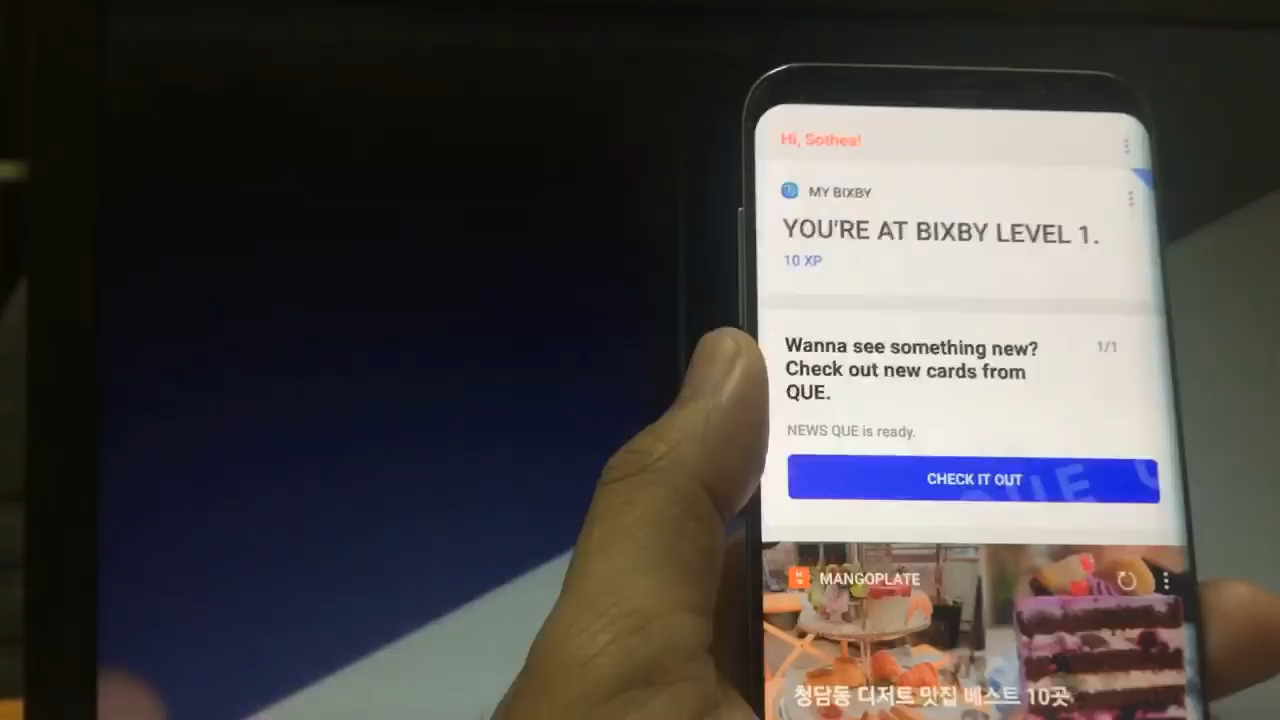 Hi, Sothea!
MY BIXBY
YOU'RE AT BIXBY LEVEL 1.
10 XP
Wanna see something new?
1/1
Check out new cards from
QUE.
NEWS QUE is ready.
CHECK IT OUT
QUE
MANGOPLATE
청담동 디저트 맛집 베스트 10곳